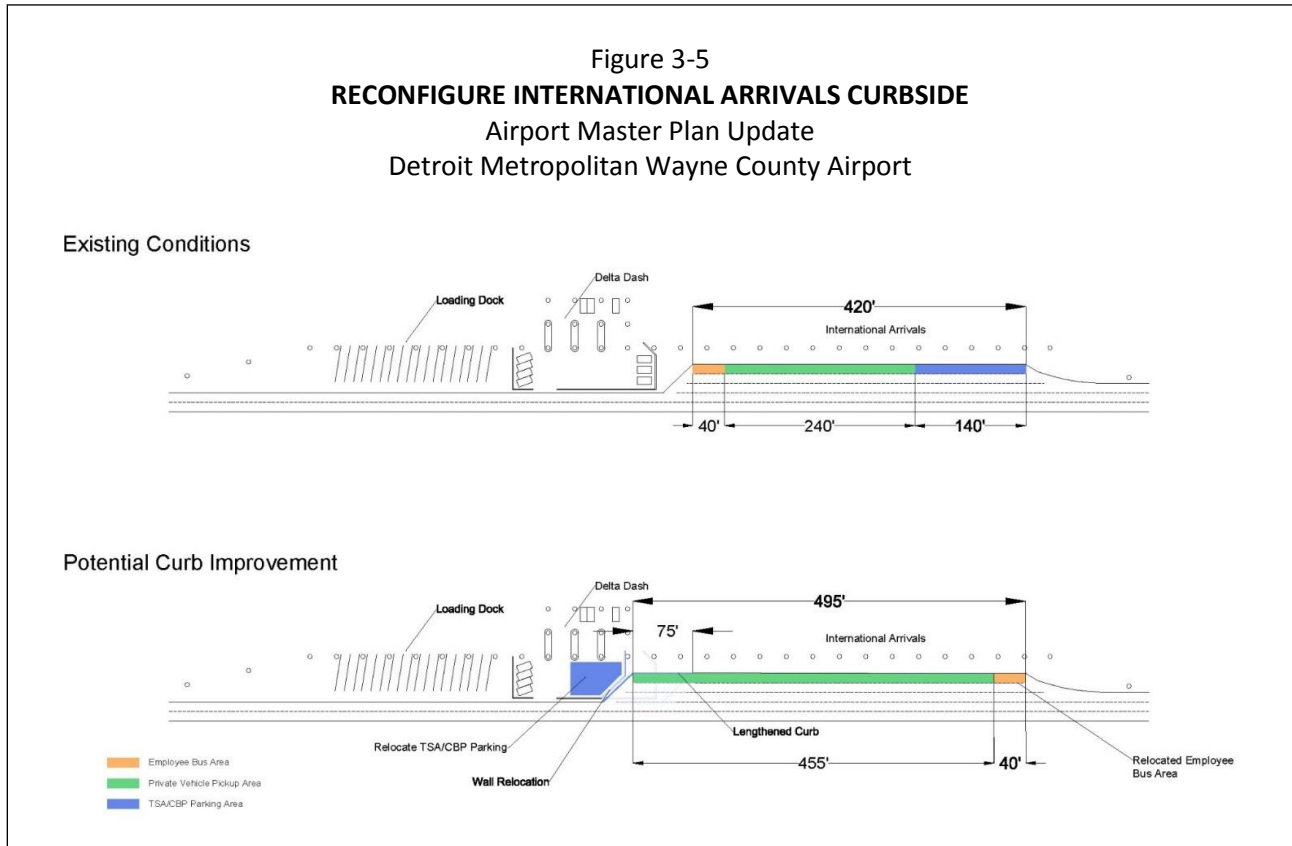 Figure 3-5
RECONFIGURE INTERNATIONAL ARRIVALS CURBSIDE
Airport Master Plan Update
Detroit Metropolitan Wayne County Airport
Existing Conditions
Delta Dash
Loading Dock
420'
International Arrivals
40'
240'
140'
Potential Curb Improvement
Delta Dash
Loading Dock
495'
75'
International Arrivals
Lengthened Curb
Relocate TSA/CBP Parking
Wall Relocation
455'
40'
Relocated Employee
Bus Area
Employee Bus Area
Private Vehicle Pickup Area
TSA/CBP Parking Area